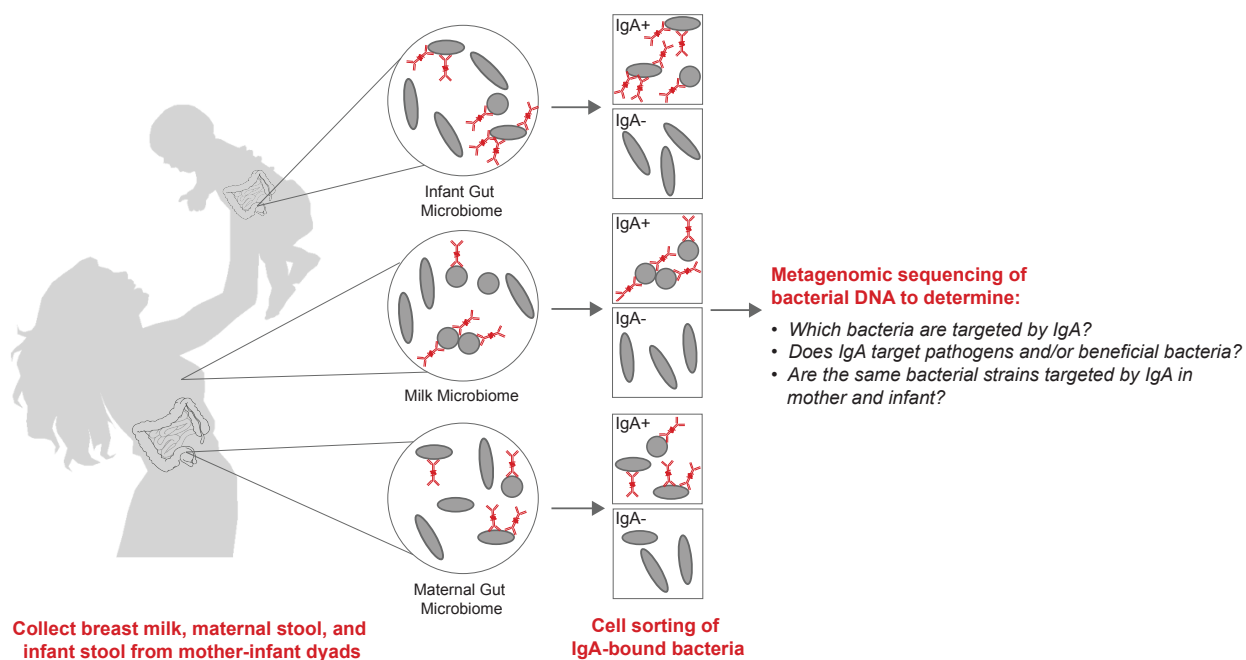 IgA+
IgA-
Infant Gut
Microbiome
IgA+
IgA-
Milk Microbiome
IgA+
IgA-
Maternal Gut
Microbiome
Metagenomic sequencing of
bacterial DNA to determine:
• Which bacteria are targeted by IgA?
• Does IgA target pathogens and/or beneficial bacteria?
• Are the same bacterial strains targeted by IgA in
mother and infant?
Collect breast milk, maternal stool, and
infant stool from mother-infant dyads
Cell sorting of
IgA-bound bacteria